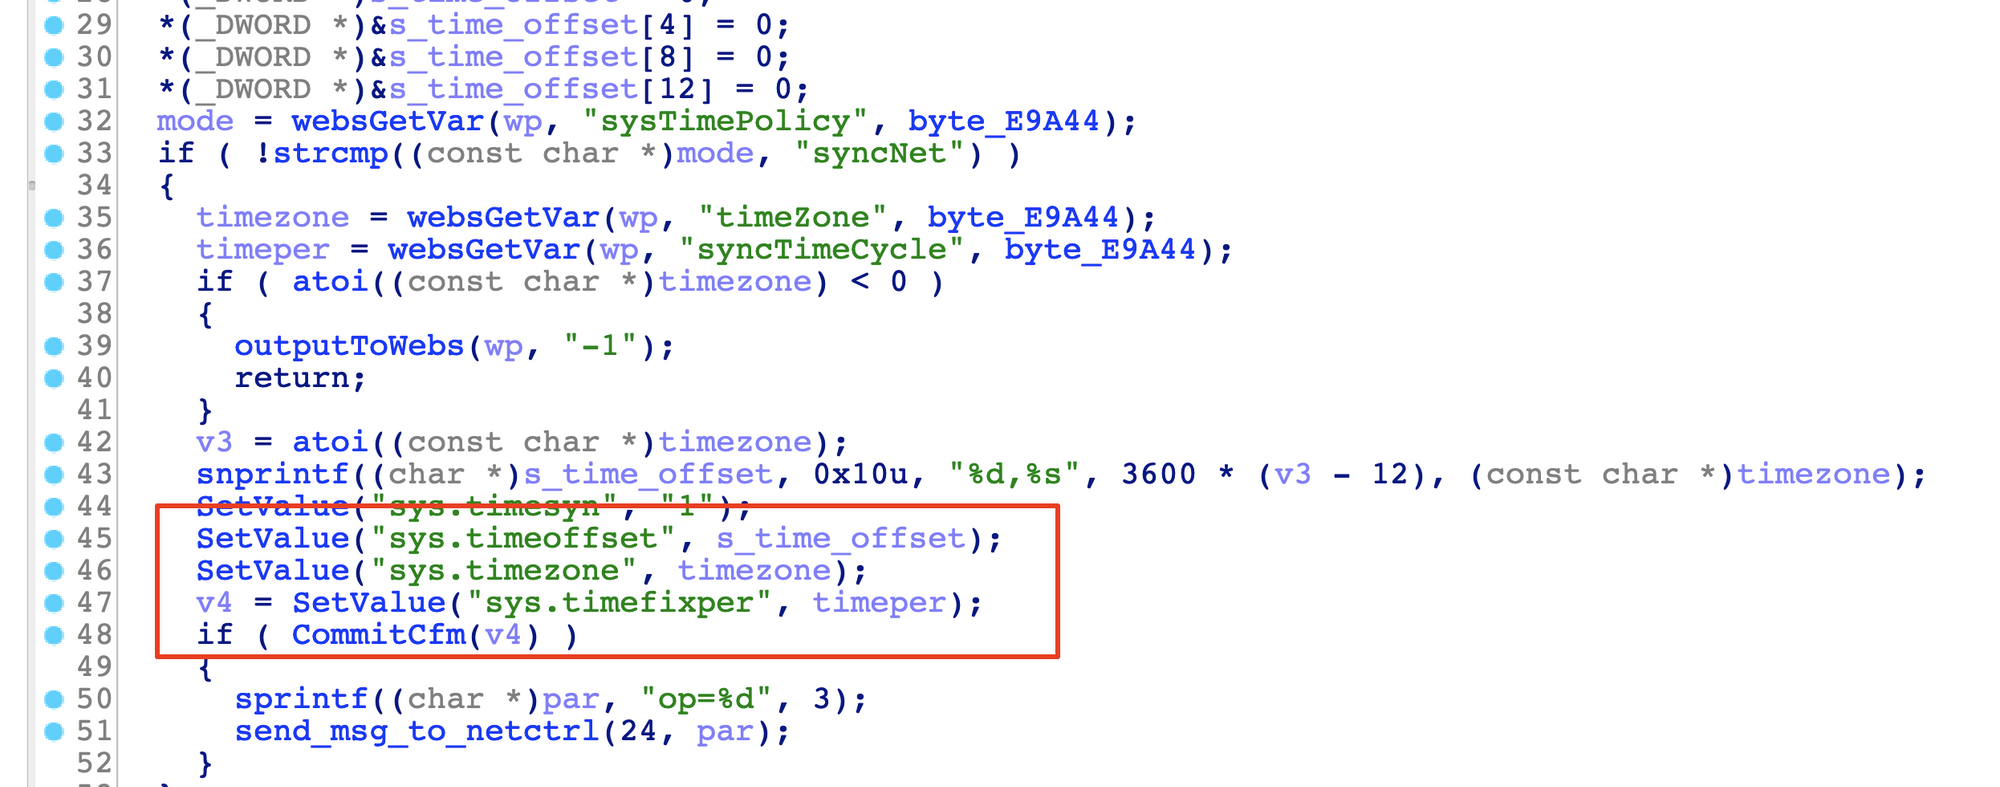 29 *(_DWORD *)&s_time_offset[4] = 0;
30 *(_DWORD *)&s_time_offset[8] = 0;
31 *(_DWORD *)&s_time_offset[12] = 0;
32 mode = websGetVar(wp, "sysTimePolicy", byte_E9A44);
33 if ( !strcmp((const char *)mode, "syncNet") )
34 {
35 timezone = websGetVar(wp, "timeZone", byte_E9A44);
36 timeper = websGetVar(wp, "syncTimeCycle", byte_E9A44);
37 if ( atoi((const char *)timezone) < 0 )
38 {
39 outputToWebs(wp, "-1");
40 return;
41 }
42 v3 = atoi((const char *)timezone);
43 snprintf((char *)s_time_offset, 0x10u, "%d,%s", 3600 * (v3 - 12), (const char *)timezone);
44 SetValue("sys.timesyn", "1");
45 SetValue("sys.timeoffset", s_time_offset);
46 SetValue("sys.timezone", timezone);
47 v4 = SetValue("sys.timefixper", timeper);
48 if ( CommitCfm(v4) )
49 {
50 sprintf((char *)par, "op=%d", 3);
51 send_msg_to_netctrl(24, par);
52 }